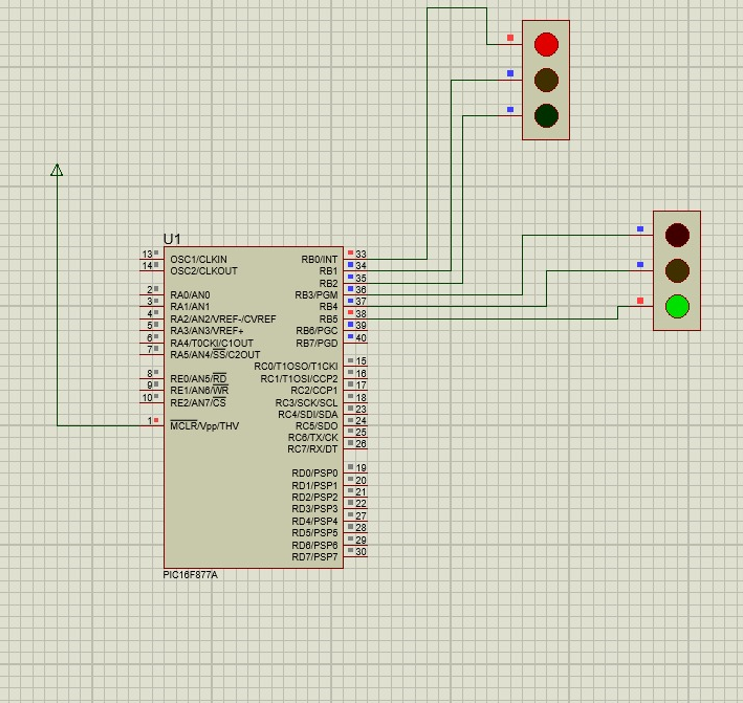 U1
13 OSC1/CLKIN RB0/INT 33
14 OSC2/CLKOUT RB1 34
RB2 35
2 RA0/AN0 RB3/PGM 36
3 RA1/AN1 RB4 37
4 RA2/AN2/VREF-/CVREF RB5 38
5 RA3/AN3/VREF+ RB6/PGC 39
6 RA4/T0CKI/C1OUT RB7/PGD 40
7 RA5/AN4/SS/C2OUT
RC0/T1OSO/T1CKI 15
8 RE0/AN5/RD RC1/T1OSI/CCP2 16
9 RE1/AN6/WR RC2/CCP1 17
10 RE2/AN7/CS RC3/SCK/SCL 18
RC4/SDI/SDA 23
1 MCLR/Vpp/THV RC5/SDO 24
RC6/TX/CK 25
RC7/RX/DT 26
RD0/PSP0 19
RD1/PSP1 20
RD2/PSP2 21
RD3/PSP3 22
RD4/PSP4 27
RD5/PSP5 28
RD6/PSP6 29
RD7/PSP7 30
PIC16F877A